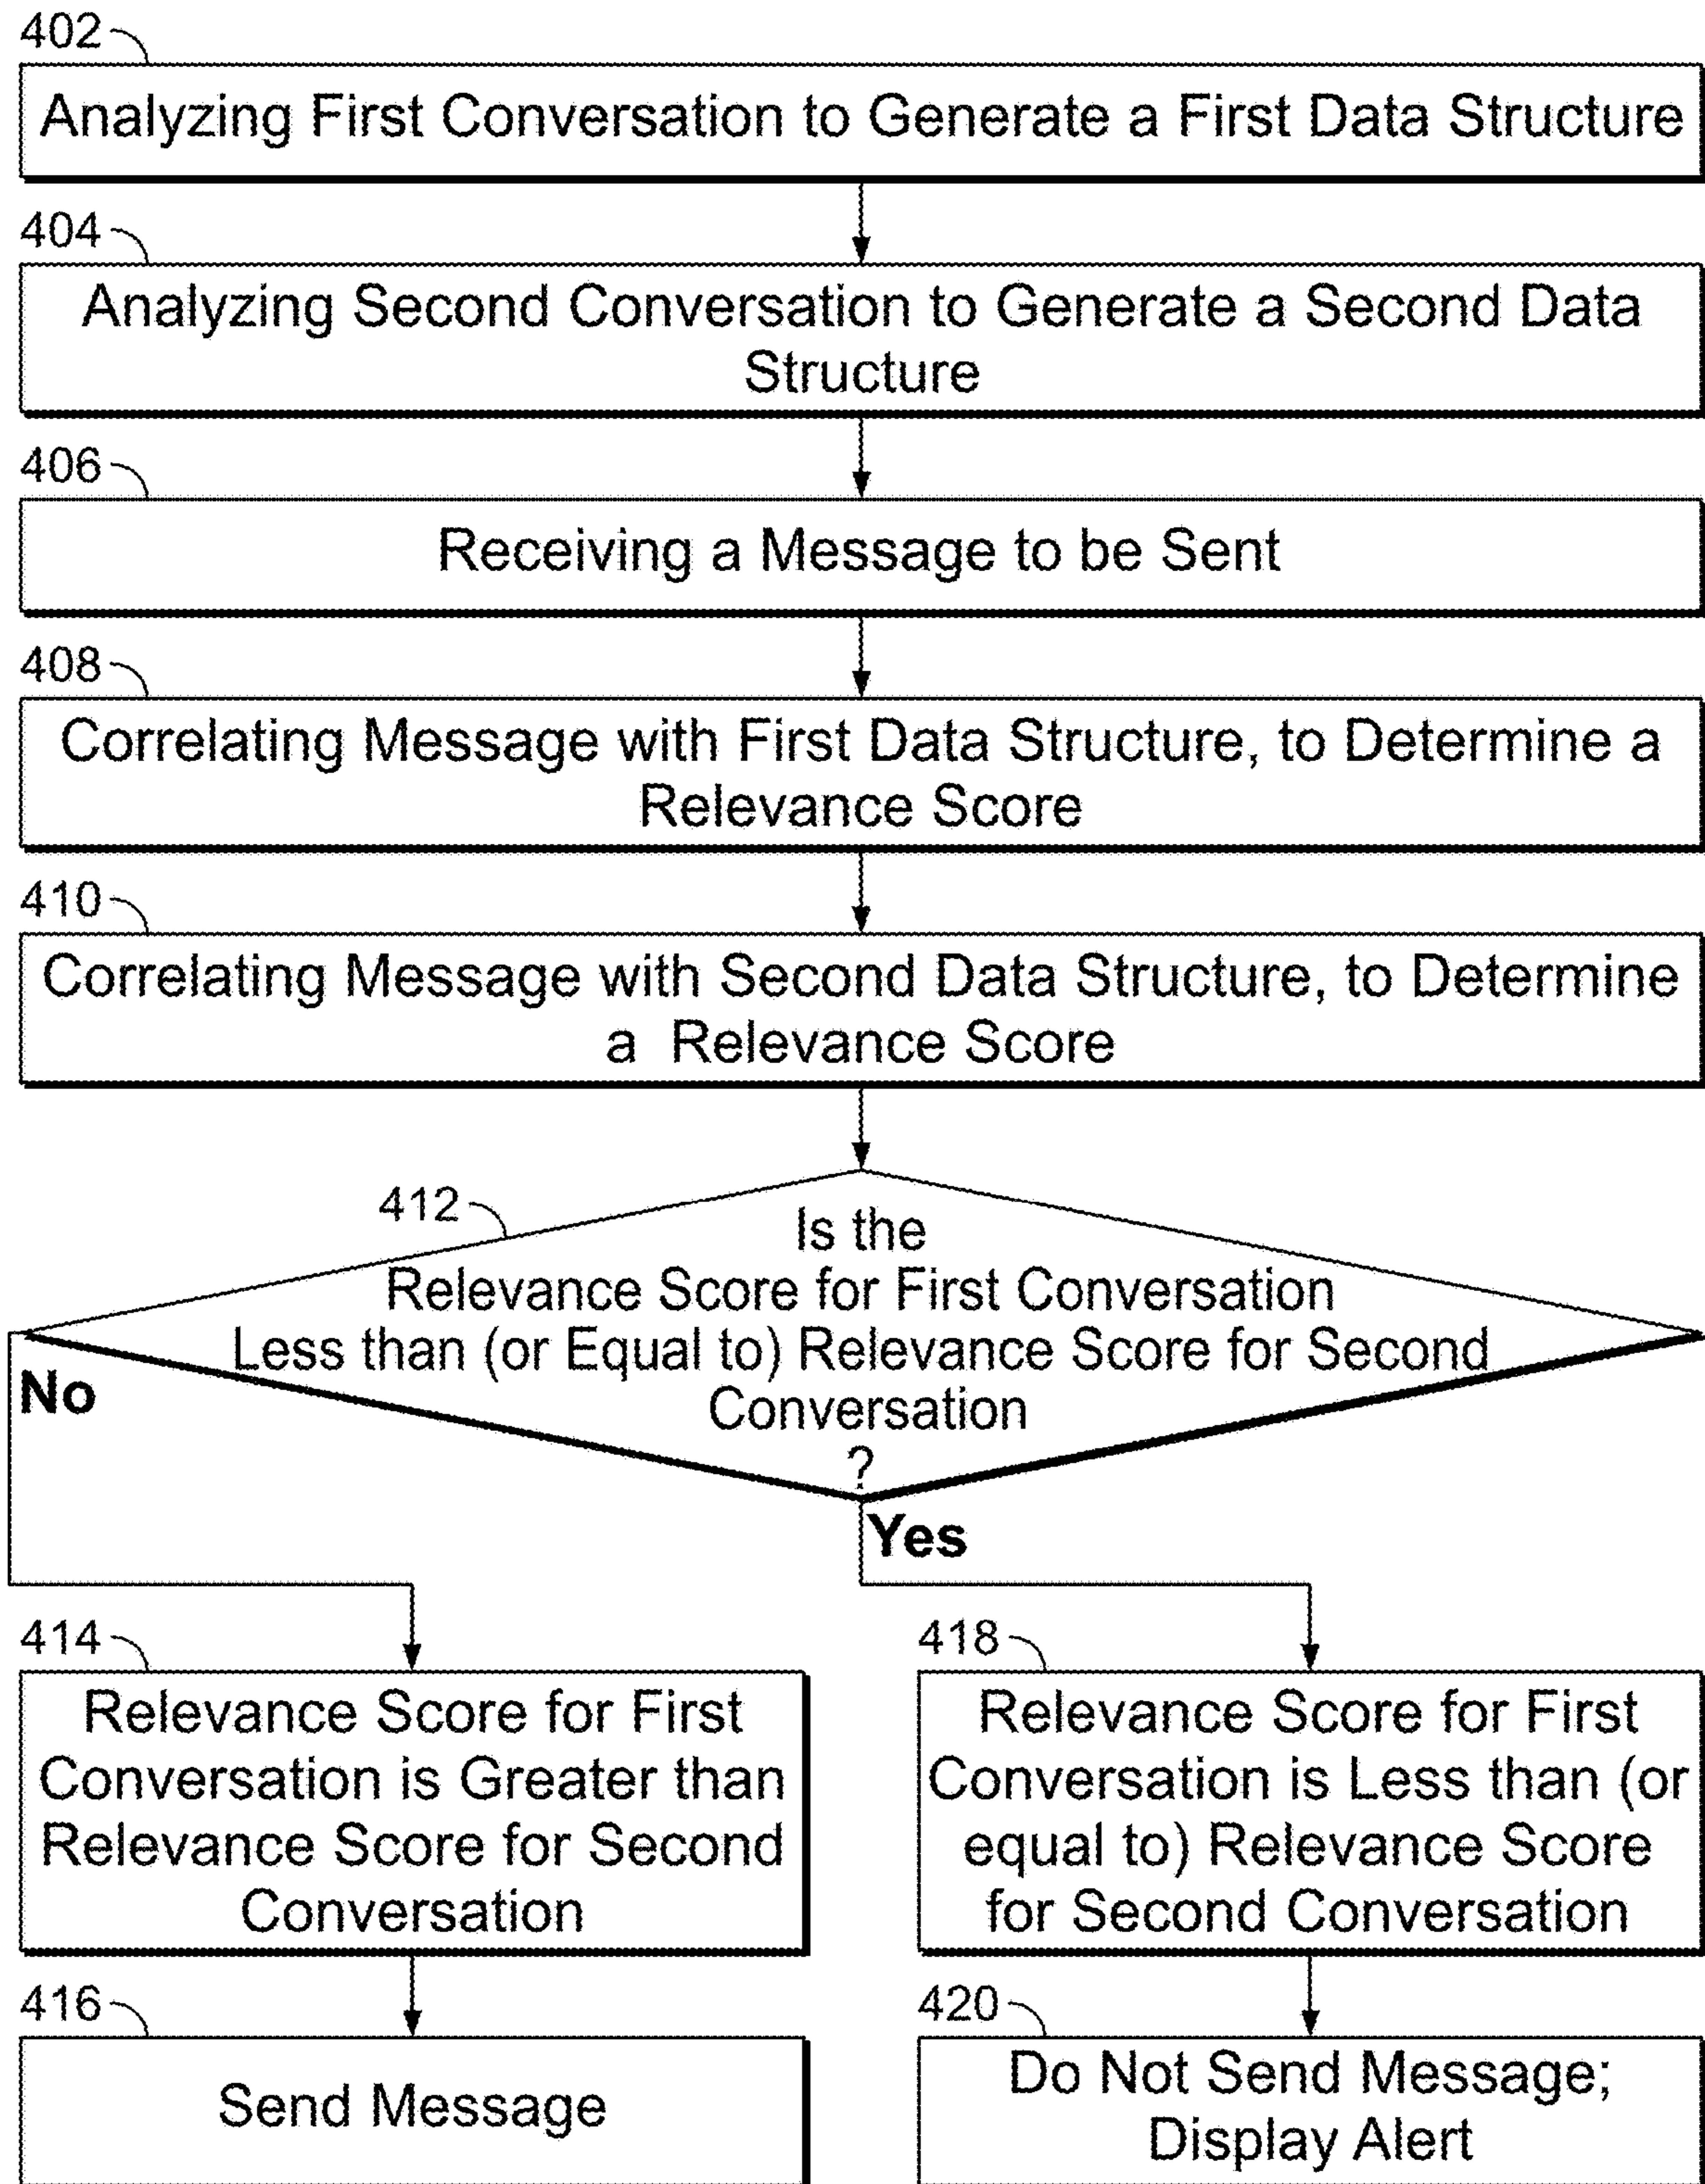 402
Analyzing First Conversation to Generate a First Data Structure
404
Analyzing Second Conversation to Generate a Second Data
Structure
406
Receiving a Message to be Sent
408
Correlating Message with First Data Structure, to Determine a
Relevance Score
410
Correlating Message with Second Data Structure, to Determine
a Relevance Score
412
Is the
Relevance Score for First Conversation
Less than (or Equal to) Relevance Score for Second
Conversation
?
No
Yes
414
Relevance Score for First
Conversation is Greater than
Relevance Score for Second
Conversation
418
Relevance Score for First
Conversation is Less than (or
equal to) Relevance Score
for Second Conversation
416
Send Message
420
Do Not Send Message;
Display Alert